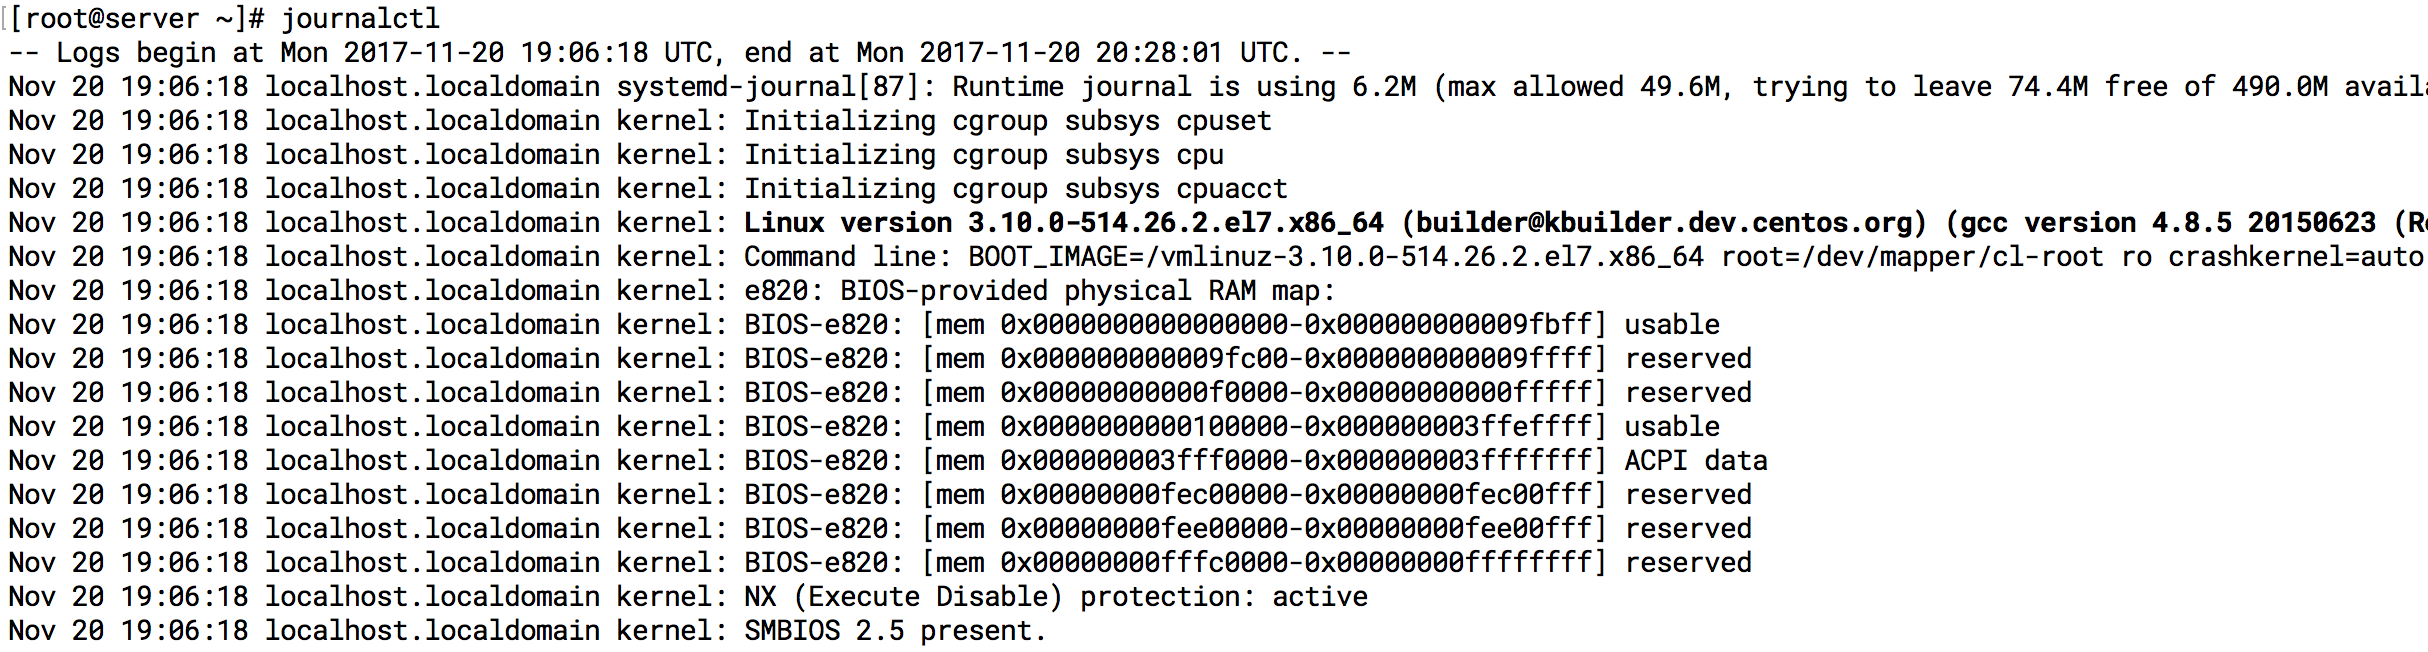 [[root@server ~]# journalctl
-- Logs begin at Mon 2017-11-20 19:06:18 UTC, end at Mon 2017-11-20 20:28:01 UTC. --
Nov 20 19:06:18 localhost.localdomain systemd-journal[87]: Runtime journal is using 6.2M (max allowed 49.6M, trying to leave 74.4M free of 490.0M
Nov 20 19:06:18 localhost.localdomain kernel: Initializing cgroup subsys cpuset
Nov 20 19:06:18 localhost.localdomain kernel: Initializing cgroup subsys cpu
Nov 20 19:06:18 localhost.localdomain kernel: Initializing cgroup subsys cpuacct
Nov 20 19:06:18 localhost.localdomain kernel: Linux version 3.10.0-514.26.2.el7.x86_64 (builder@kbuilder.dev.centos.org) (gcc version 4.8.5 20150623
Nov 20 19:06:18 localhost.localdomain kernel: Command line: BOOT_IMAGE=/vmlinuz-3.10.0-514.26.2.el7.x86_64 root=/dev/mapper/cl-root ro crashkernel=auto
Nov 20 19:06:18 localhost.localdomain kernel: e820: BIOS-provided physical RAM map:
Nov 20 19:06:18 localhost.localdomain kernel: BIOS-e820: [mem 0x0000000000000000-0x000000000009fbff] usable
Nov 20 19:06:18 localhost.localdomain kernel: BIOS-e820: [mem 0x000000000009fc00-0x000000000009ffff] reserved
Nov 20 19:06:18 localhost.localdomain kernel: BIOS-e820: [mem 0x00000000000f0000-0x00000000000fffff] reserved
Nov 20 19:06:18 localhost.localdomain kernel: BIOS-e820: [mem 0x0000000000100000-0x000000003ffeffff] usable
Nov 20 19:06:18 localhost.localdomain kernel: BIOS-e820: [mem 0x000000003fff0000-0x000000003fffffff] ACPI data
Nov 20 19:06:18 localhost.localdomain kernel: BIOS-e820: [mem 0x00000000fec00000-0x00000000fec00fff] reserved
Nov 20 19:06:18 localhost.localdomain kernel: BIOS-e820: [mem 0x00000000fee00000-0x00000000fee00fff] reserved
Nov 20 19:06:18 localhost.localdomain kernel: BIOS-e820: [mem 0x00000000fffc0000-0x00000000ffffffff] reserved
Nov 20 19:06:18 localhost.localdomain kernel: NX (Execute Disable) protection: active
Nov 20 19:06:18 localhost.localdomain kernel: SMBIOS 2.5 present.